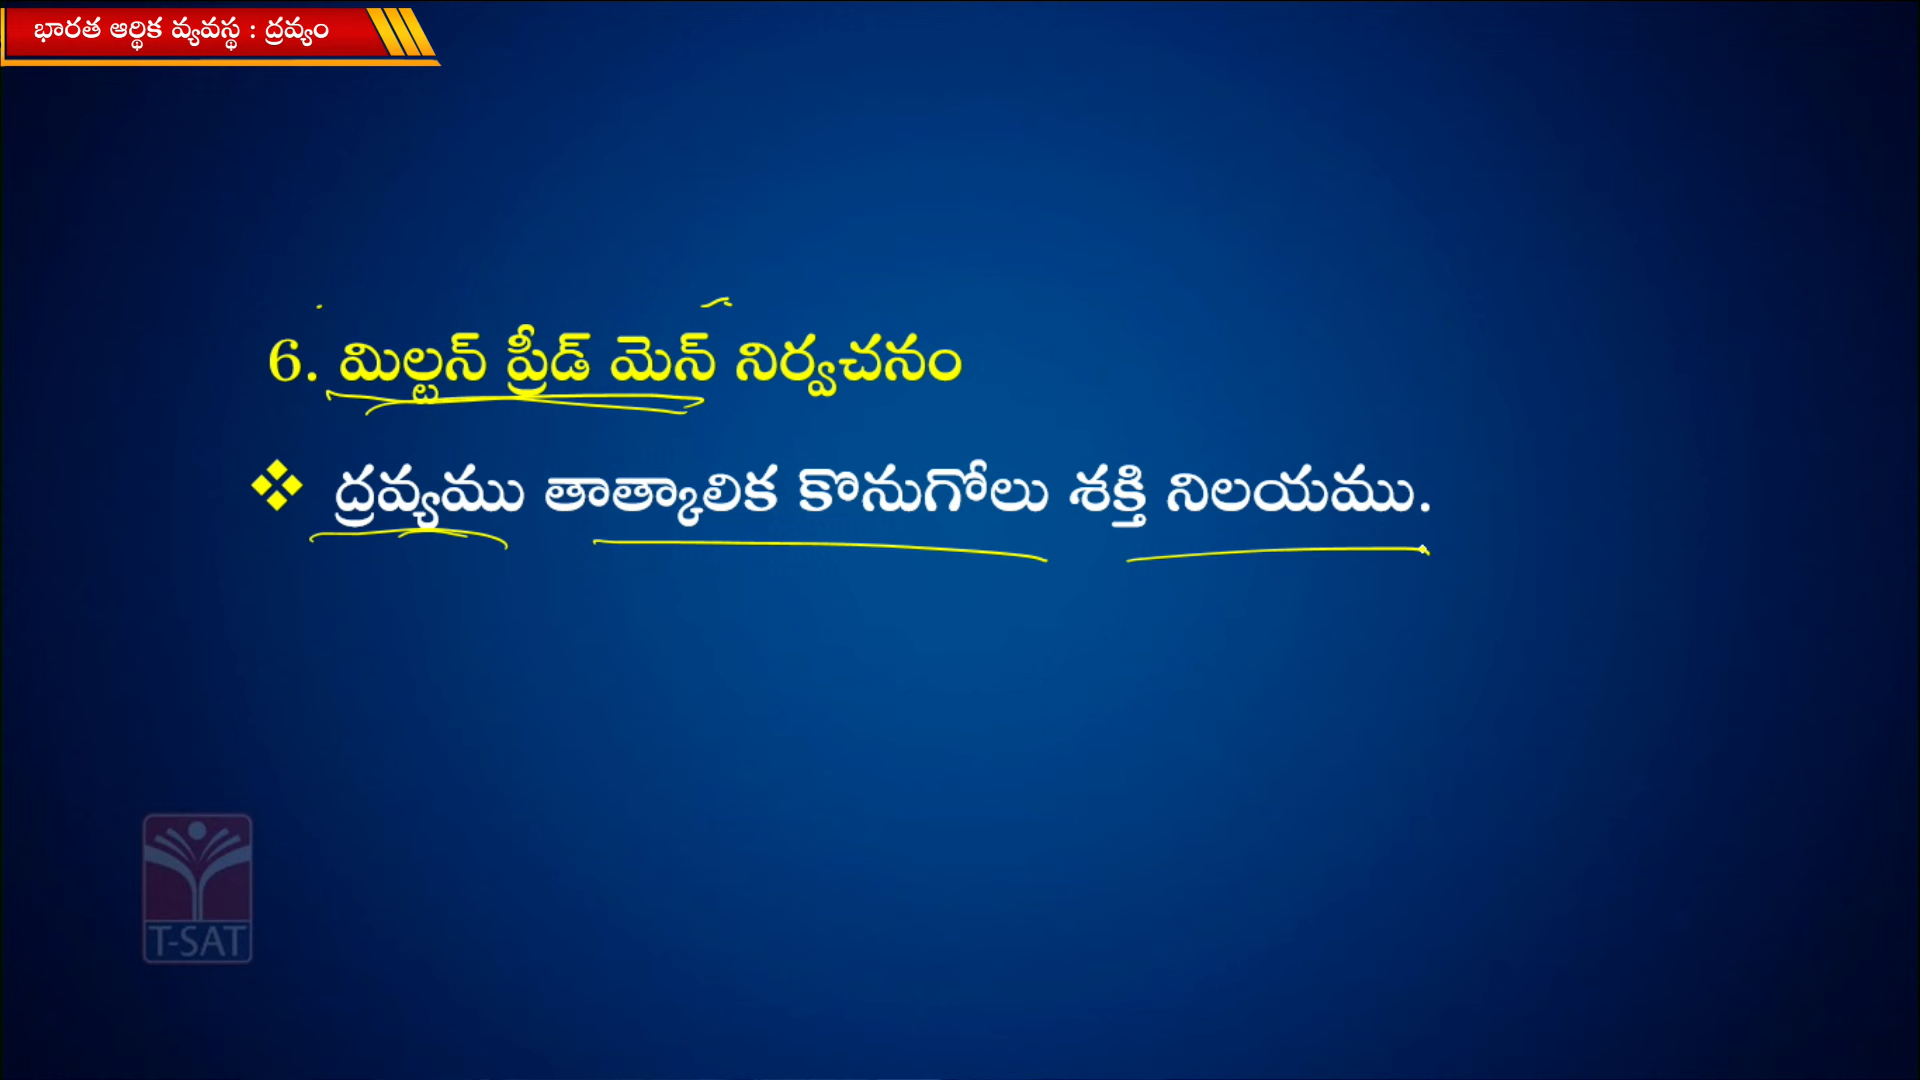 భారత ఆర్థిక వ్యవస్థ : ద్రవ్యం
6. మిల్టన్ ఫ్రీడ్ మెన్ నిర్వచనం
❖ ద్రవ్యము తాత్కాలిక కొనుగోలు శక్తి నిలయము.
T-SAT